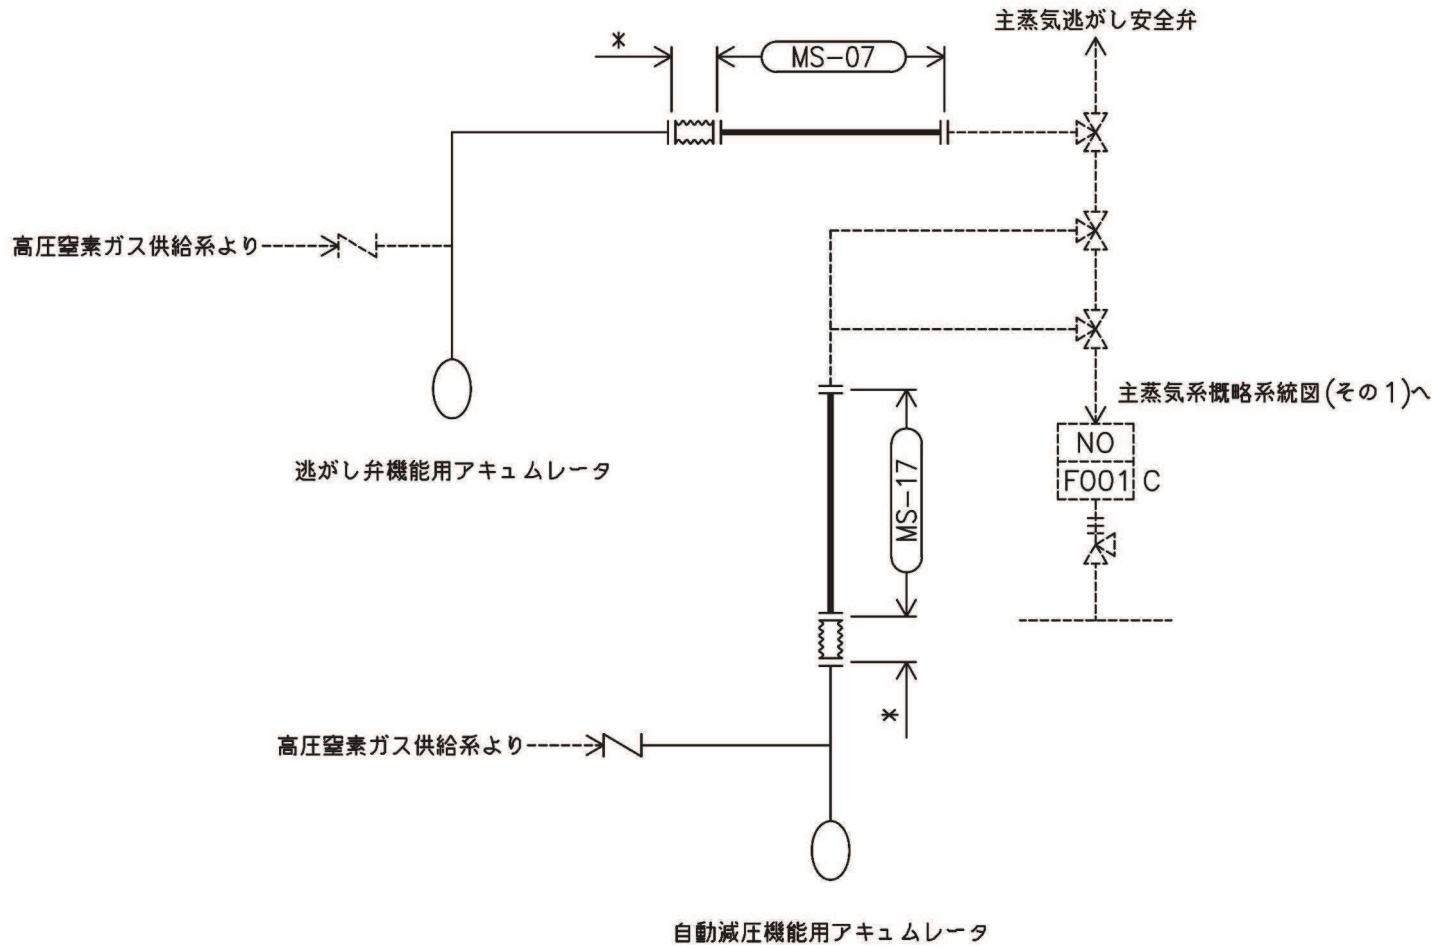 主蒸気逃がし安全弁
*
MS-07
高圧窒素ガス供給系より
主蒸気系概略系統図(その1)へ
NO
F001 C
逃がし弁機能用アキュムレータ
MS-17
*
高圧窒素ガス供給系より
自動減圧機能用アキュムレータ